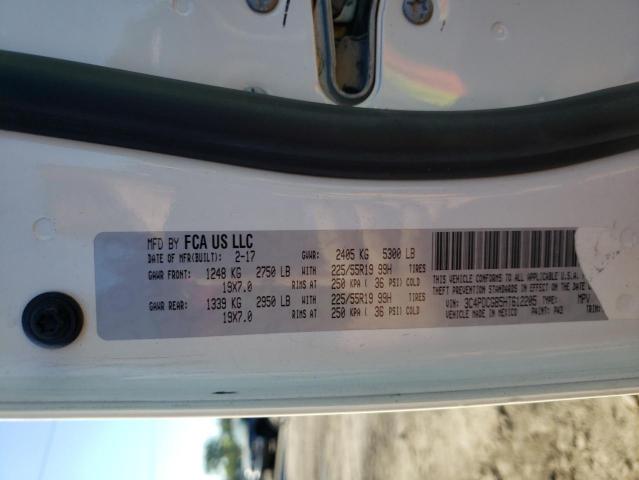 MFD BY FCA US LLC
DATE OF MFR(BUILT): 2-17 GVWR: 2405 KG 5300 LB
GAWR FRONT: 1248 KG 2750 LB WITH 225/55R19 99H TIRES
19X7.0 RIMS AT 250 KPA ( 36 PSI) COLD
GAWR REAR: 1339 KG 2950 LB WITH 225/55R19 99H TIRES
19X7.0 RIMS AT 250 KPA ( 36 PSI) COLD
THIS VEHICLE CONFORMS TO ALL APPLICABLE U.S.A.
THEFT PREVENTION STANDARDS IN EFFECT ON THE DATE
VIN: 3C4PDCGB5HT612205 TYPE: MPV
VEHICLE MADE IN MEXICO PAINT: PW2 TRIM: